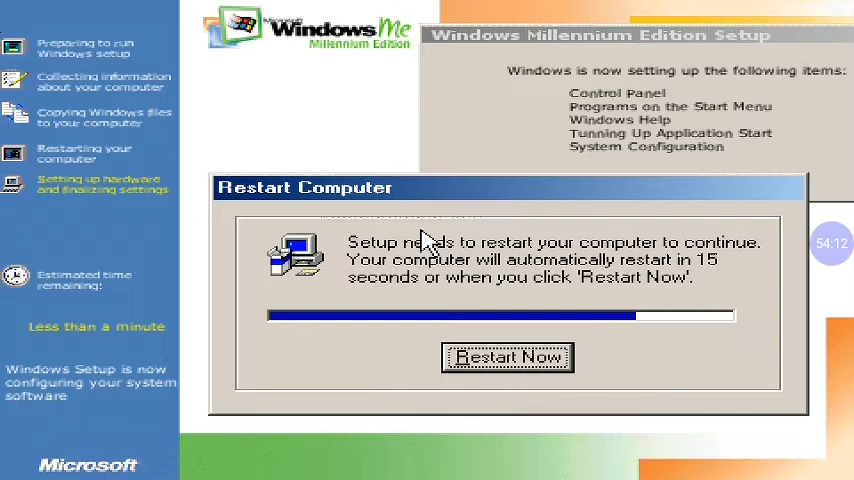 Preparing to run
Windows setup
Collecting information
about your computer
Copying Windows files
to your computer
Restarting your
computer
Setting up hardware
and finalizing settings
Estimated time
remaining:
Less than a minute
Windows Setup is now
configuring your system
software
Microsoft
Microsoft
Windows Me
Millennium Edition
Windows Millennium Edition Setup
Windows is now setting up the following items:
Control Panel
Programs on the Start Menu
Windows Help
Tunning Up Application Start
System Configuration
Restart Computer
Setup needs to restart your computer to continue.
Your computer will automatically restart in 15
seconds or when you click 'Restart Now'.
Restart Now
54:12